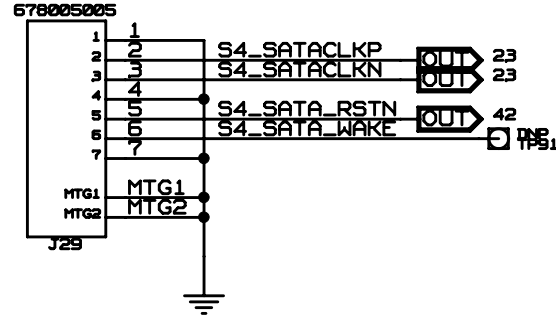 678005005
1 1
2 2 S4_SATACLKP OUT 23
3 3 S4_SATACLKN OUT 23
4 4
5 5 S4_SATA_RSTN OUT 42
6 6 S4_SATA_WAKE DNP
TP91
7 7
MTG1 MTG1
MTG2 MTG2
J29